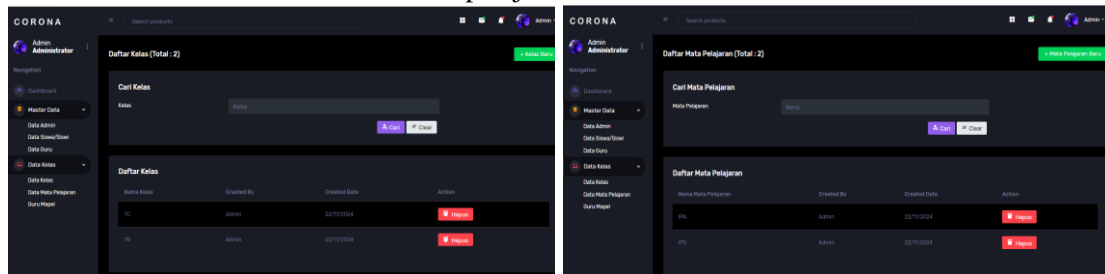 CORONA
Search products
Admin
Admin
Administrator
Navigation
Dashboard
Master Data
Data Admin
Data Siswa/Siswi
Data Guru
Data Kelas
Data Kelas
Data Mata Pelajaran
Guru Mapel
Daftar Kelas (Total : 2)
+ Kelas Baru
Cari Kelas
Kelas
Nama
Cari
Clear
Daftar Kelas
Nama Kelas Created By Created Date Action
7C Admin 22/11/2024 Hapus
7B Admin 22/11/2024 Hapus
CORONA
Search products
Admin
Admin
Administrator
Navigation
Dashboard
Master Data
Data Admin
Data Siswa/Siswi
Data Guru
Data Kelas
Data Kelas
Data Mata Pelajaran
Guru Mapel
Daftar Mata Pelajaran (Total : 2)
+ Mata Pelajaran Baru
Cari Mata Pelajaran
Mata Pelajaran
Nama
Cari
Clear
Daftar Mata Pelajaran
Nama Mata Pelajaran Created By Created Date Action
IPA Admin 22/11/2024 Hapus
IPS Admin 22/11/2024 Hapus